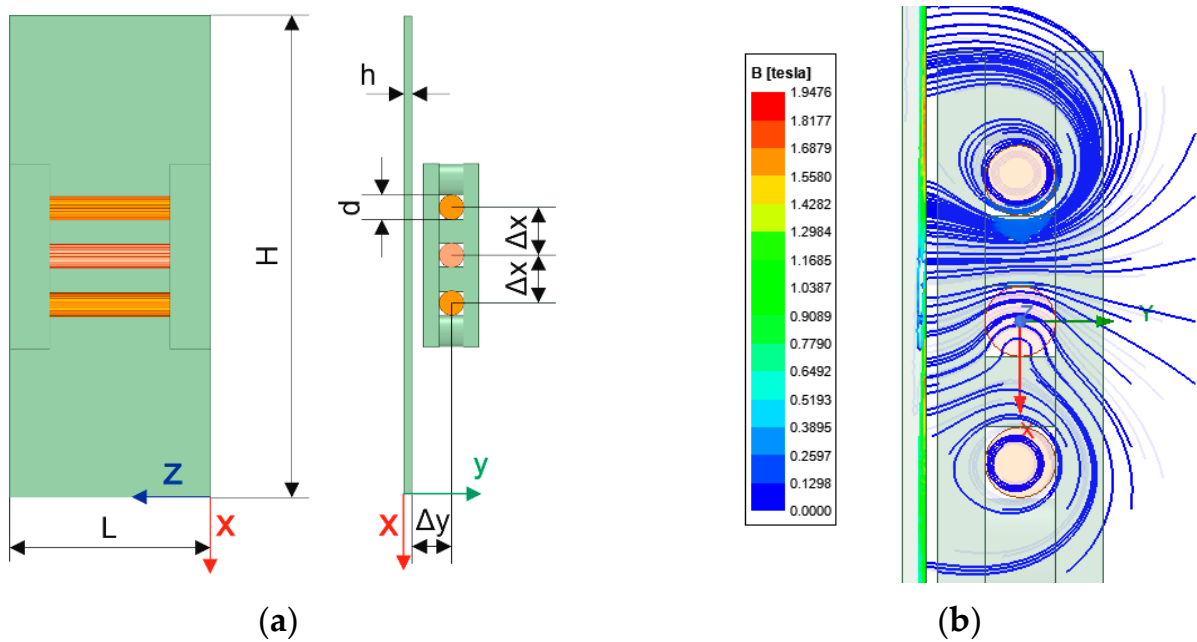 h
d
Δx
Δx
H
z
L
x
y
x
Δy
B [tesla]
1.9476
1.8177
1.6879
1.5580
1.4282
1.2984
1.1685
1.0387
0.9089
0.7790
0.6492
0.5193
0.3895
0.2597
0.1298
0.0000
Z
Y
X
(a)
(b)